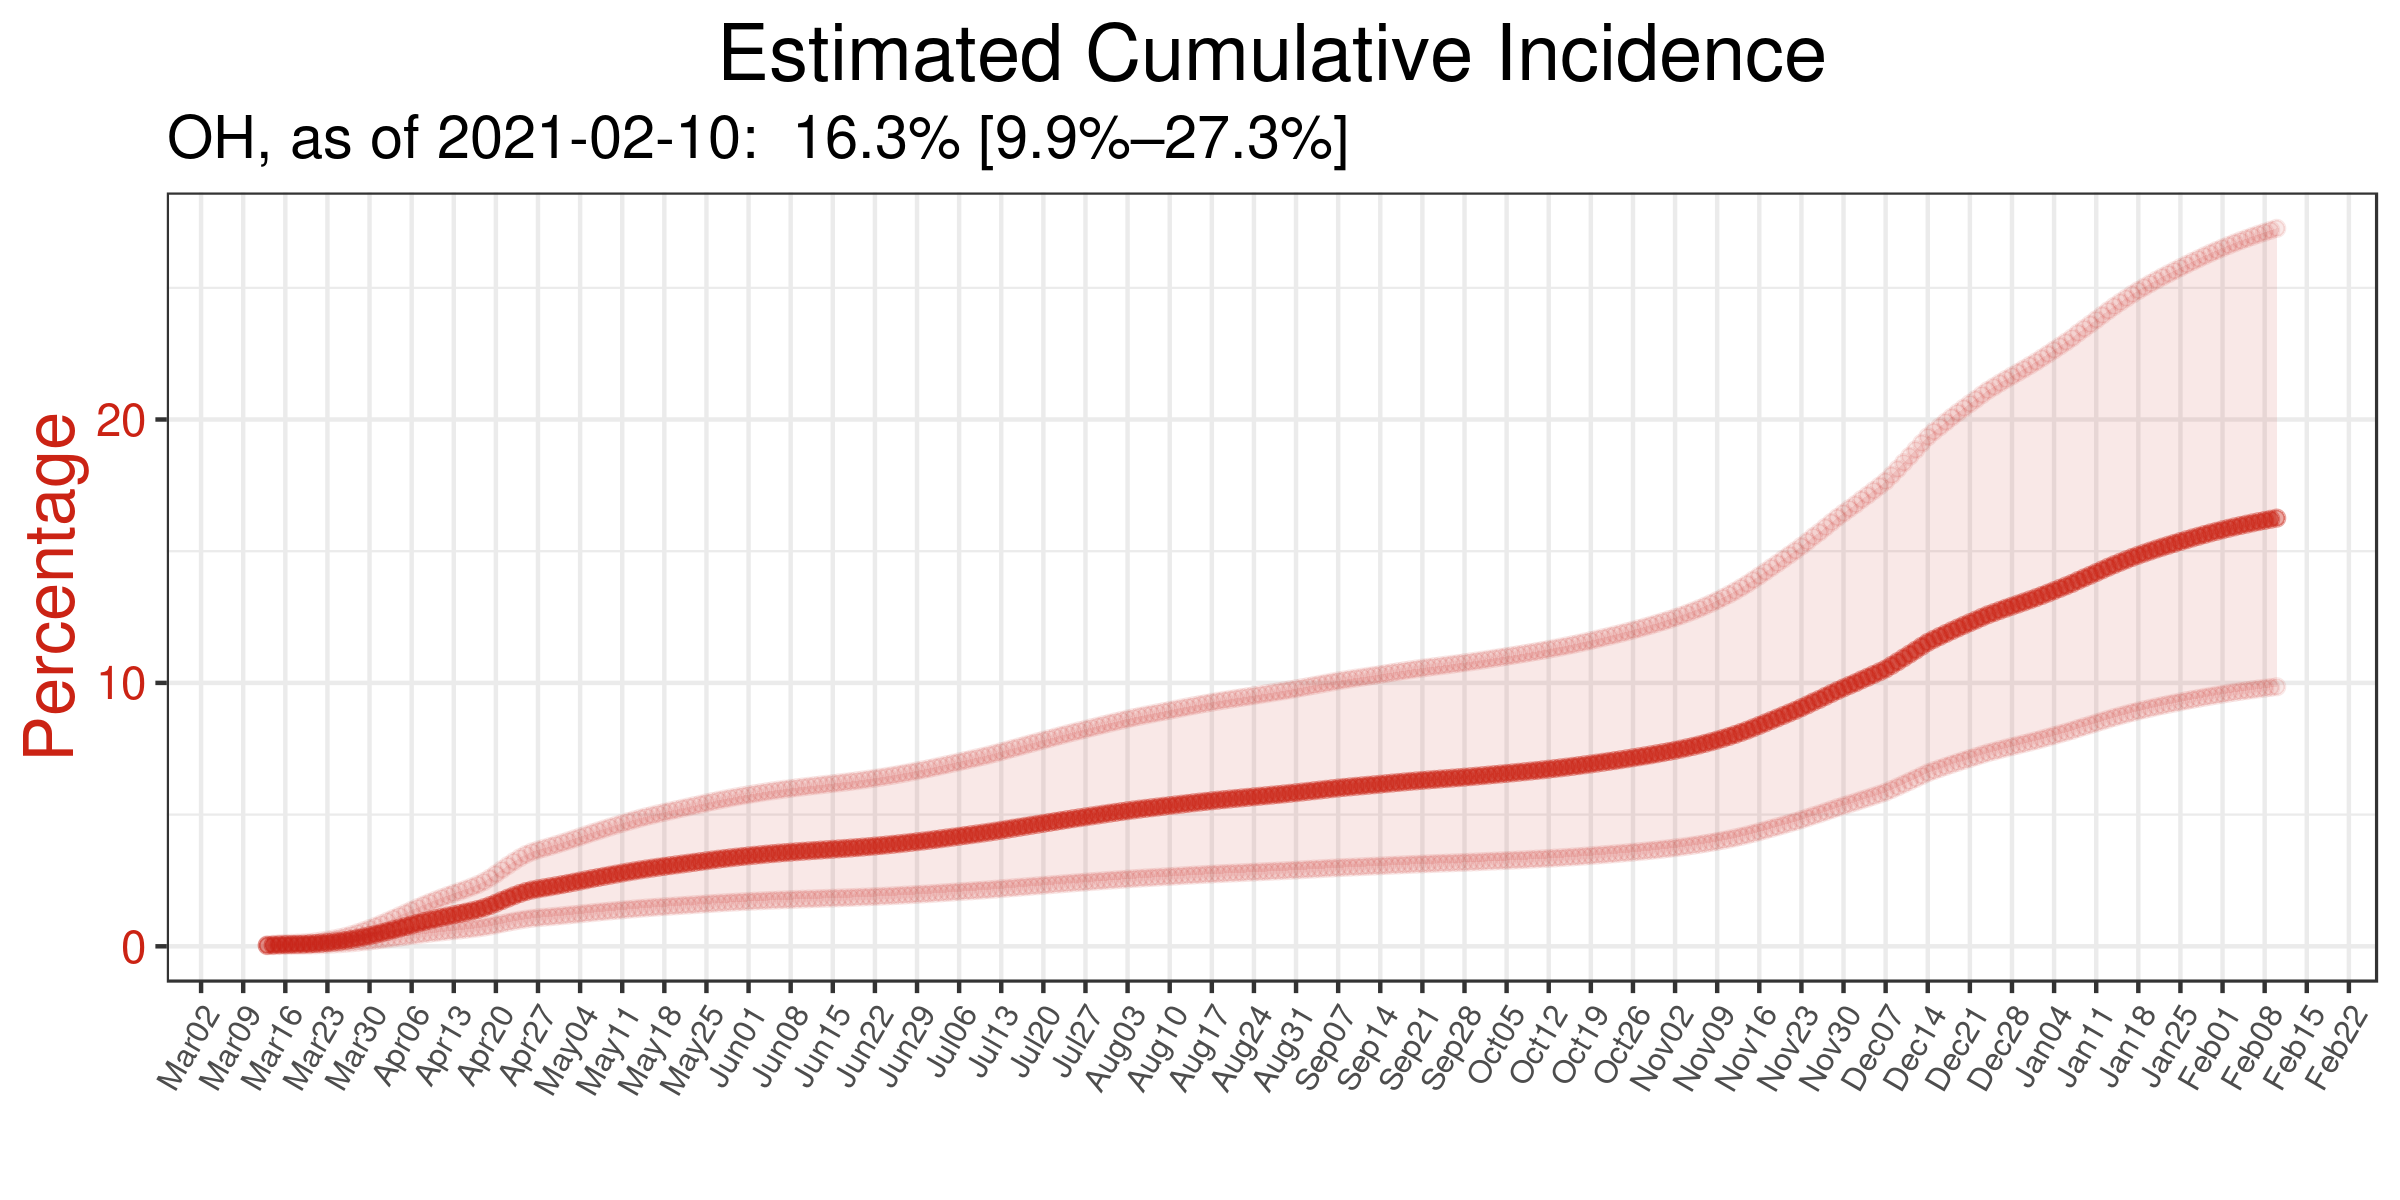 Estimated Cumulative Incidence
OH, as of 2021-02-10:  16.3% [9.9%–27.3%]
Percentage
20
10
0
Mar02
Mar09
Mar16
Mar23
Mar30
Apr06
Apr13
Apr20
Apr27
May04
May11
May18
May25
Jun01
Jun08
Jun15
Jun22
Jun29
Jul06
Jul13
Jul20
Jul27
Aug03
Aug10
Aug17
Aug24
Aug31
Sep07
Sep14
Sep21
Sep28
Oct05
Oct12
Oct19
Oct26
Nov02
Nov09
Nov16
Nov23
Nov30
Dec07
Dec14
Dec21
Dec28
Jan04
Jan11
Jan18
Jan25
Feb01
Feb08
Feb15
Feb22